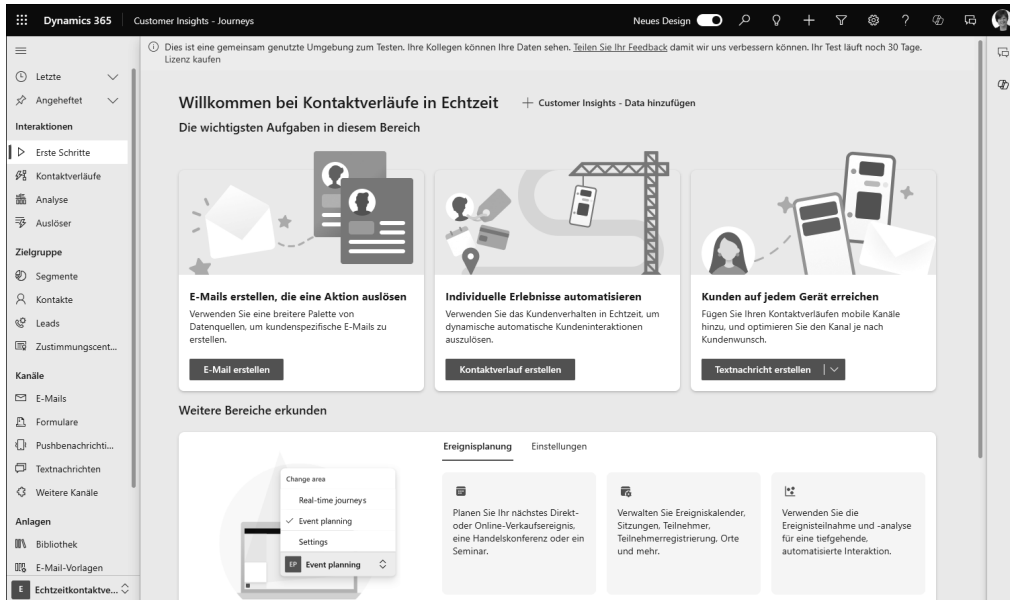 Dynamics 365
Customer Insights - Journeys
Neues Design
Dies ist eine gemeinsam genutzte Umgebung zum Testen. Ihre Kollegen können Ihre Daten sehen. Teilen Sie Ihr Feedback damit wir uns verbessern können. Ihr Test läuft noch 30 Tage.
Lizenz kaufen
Letzte
Angeheftet
Interaktionen
Erste Schritte
Kontaktverläufe
Analyse
Auslöser
Zielgruppe
Segmente
Kontakte
Leads
Zustimmungscent...
Kanäle
E-Mails
Formulare
Pushbenachrichti...
Textnachrichten
Weitere Kanäle
Anlagen
Bibliothek
E-Mail-Vorlagen
E Echtzeitkontaktve...
Willkommen bei Kontaktverläufe in Echtzeit
+ Customer Insights - Data hinzufügen
Die wichtigsten Aufgaben in diesem Bereich
E-Mails erstellen, die eine Aktion auslösen
Verwenden Sie eine breitere Palette von
Datenquellen, um kundenspezifische E-Mails zu
erstellen.
E-Mail erstellen
Individuelle Erlebnisse automatisieren
Verwenden Sie das Kundenverhalten in Echtzeit, um
dynamische automatische Kundeninteraktionen
auszulösen.
Kontaktverlauf erstellen
Kunden auf jedem Gerät erreichen
Fügen Sie Ihren Kontaktverläufen mobile Kanäle
hinzu, und optimieren Sie den Kanal je nach
Kundenwunsch.
Textnachricht erstellen
Weitere Bereiche erkunden
Change area
Real-time journeys
Event planning
Settings
EP Event planning
Ereignisplanung
Einstellungen
Planen Sie Ihr nächstes Direkt-
oder Online-Verkaufsereignis,
eine Handelskonferenz oder ein
Seminar.
Verwalten Sie Ereigniskalender,
Sitzungen, Teilnehmer,
Teilnehmerregistrierung, Orte
und mehr.
Verwenden Sie die
Ereignisteilnahme und -analyse
für eine tiefgehende,
automatisierte Interaktion.